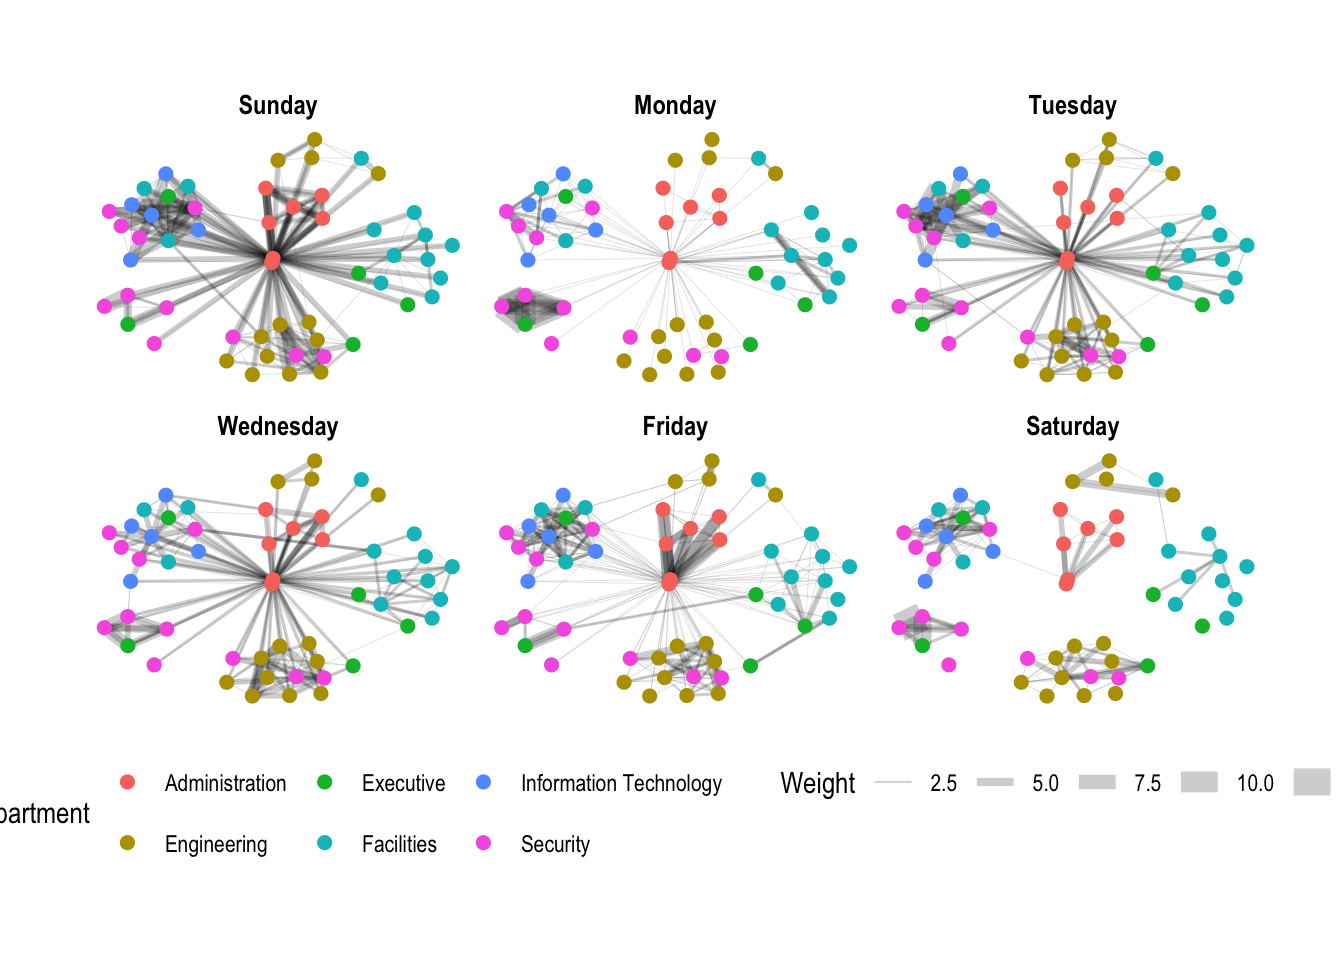 Sunday
Monday
Tuesday
Wednesday
Friday
Saturday
partment
Administration
Executive
Information Technology
Engineering
Facilities
Security
Weight
2.5
5.0
7.5
10.0